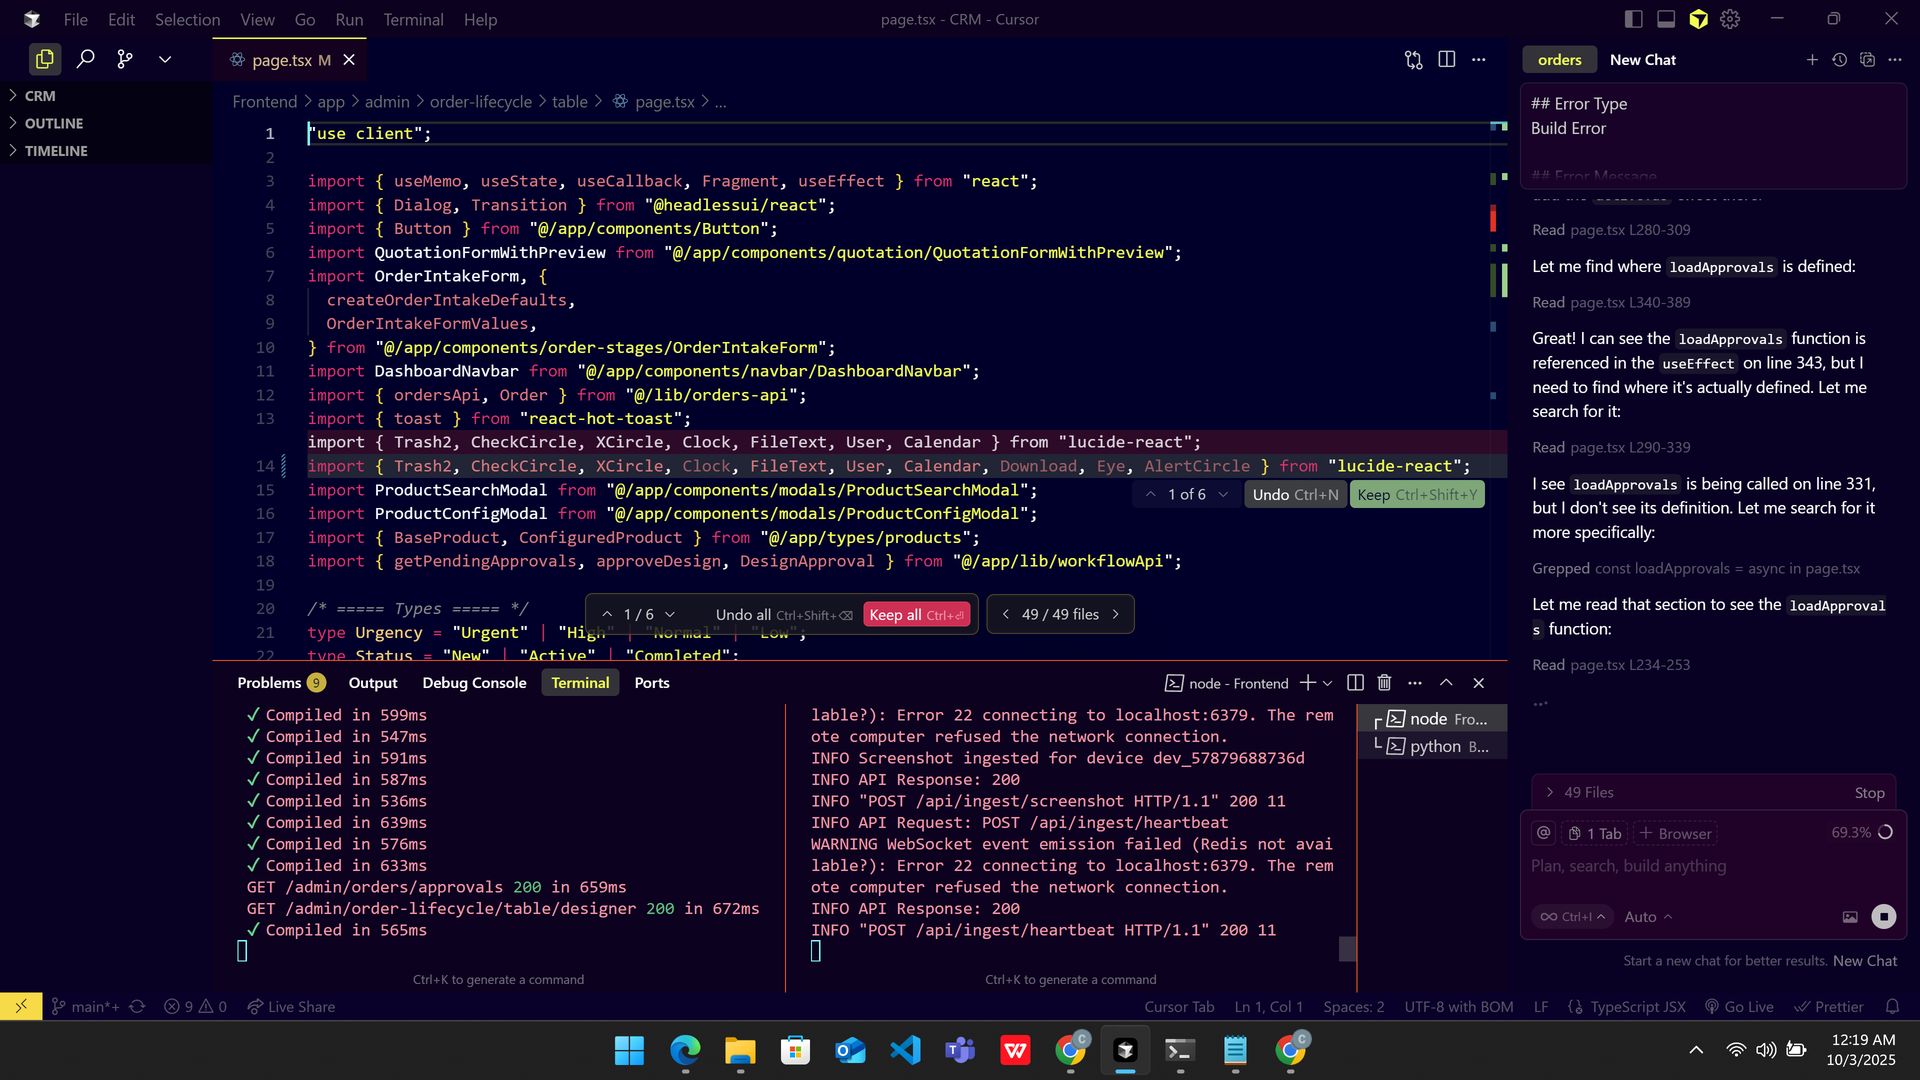 File Edit Selection View Go Run Terminal Help
page.tsx - CRM - Cursor
page.tsx M
CRM
OUTLINE
TIMELINE
Frontend > app > admin > order-lifecycle > table > page.tsx > ...
1 "use client";
2
3 import { useMemo, useState, useCallback, Fragment, useEffect } from "react";
4 import { Dialog, Transition } from "@headlessui/react";
5 import { Button } from "@/app/components/Button";
6 import QuotationFormWithPreview from "@/app/components/quotation/QuotationFormWithPreview";
7 import OrderIntakeForm, {
8 createOrderIntakeDefaults,
9 OrderIntakeFormValues,
10 } from "@/app/components/order-stages/OrderIntakeForm";
11 import DashboardNavbar from "@/app/components/navbar/DashboardNavbar";
12 import { ordersApi, Order } from "@/lib/orders-api";
13 import { toast } from "react-hot-toast";
import { Trash2, CheckCircle, XCircle, Clock, FileText, User, Calendar } from "lucide-react";
14 import { Trash2, CheckCircle, XCircle, Clock, FileText, User, Calendar, Download, Eye, AlertCircle } from "lucide-react";
15 import ProductSearchModal from "@/app/components/modals/ProductSearchModal";
1 of 6 Undo Ctrl+N Keep Ctrl+Shift+Y
16 import ProductConfigModal from "@/app/components/modals/ProductConfigModal";
17 import { BaseProduct, ConfiguredProduct } from "@/app/types/products";
18 import { getPendingApprovals, approveDesign, DesignApproval } from "@/app/lib/workflowApi";
19
20 /* ===== Types ===== */
1 / 6 Undo all Ctrl+Shift+⌫ Keep all Ctrl+⏎ < 49 / 49 files >
21 type Urgency = "Urgent" | "High" | "Normal" | "Low";
22 type Status = "New" | "Active" | "Completed";
Problems 9 Output Debug Console Terminal Ports
node - Frontend
✓ Compiled in 599ms
✓ Compiled in 547ms
✓ Compiled in 591ms
✓ Compiled in 587ms
✓ Compiled in 536ms
✓ Compiled in 639ms
✓ Compiled in 576ms
✓ Compiled in 633ms
GET /admin/orders/approvals 200 in 659ms
GET /admin/order-lifecycle/table/designer 200 in 672ms
✓ Compiled in 565ms
Ctrl+K to generate a command
lable?): Error 22 connecting to localhost:6379. The rem
ote computer refused the network connection.
INFO Screenshot ingested for device dev_57879688736d
INFO API Response: 200
INFO "POST /api/ingest/screenshot HTTP/1.1" 200 11
INFO API Request: POST /api/ingest/heartbeat
WARNING WebSocket event emission failed (Redis not avai
lable?): Error 22 connecting to localhost:6379. The rem
ote computer refused the network connection.
INFO API Response: 200
INFO "POST /api/ingest/heartbeat HTTP/1.1" 200 11
Ctrl+K to generate a command
node Fro...
python B...
orders New Chat
## Error Type
Build Error
## Error Message
Read page.tsx L280-309
Let me find where loadApprovals is defined:
Read page.tsx L340-389
Great! I can see the loadApprovals function is
referenced in the useEffect on line 343, but I
need to find where it's actually defined. Let me
search for it:
Read page.tsx L290-339
I see loadApprovals is being called on line 331,
but I don't see its definition. Let me search for it
more specifically:
Grepped const loadApprovals = async in page.tsx
Let me read that section to see the loadApproval
s function:
Read page.tsx L234-253
49 Files Stop
@ 1 Tab + Browser 69.3%
Plan, search, build anything
∞ Ctrl+I Auto
Start a new chat for better results. New Chat
main*+ 9 0 Live Share
Cursor Tab Ln 1, Col 1 Spaces: 2 UTF-8 with BOM LF {} TypeScript JSX Go Live Prettier
12:19 AM
10/3/2025